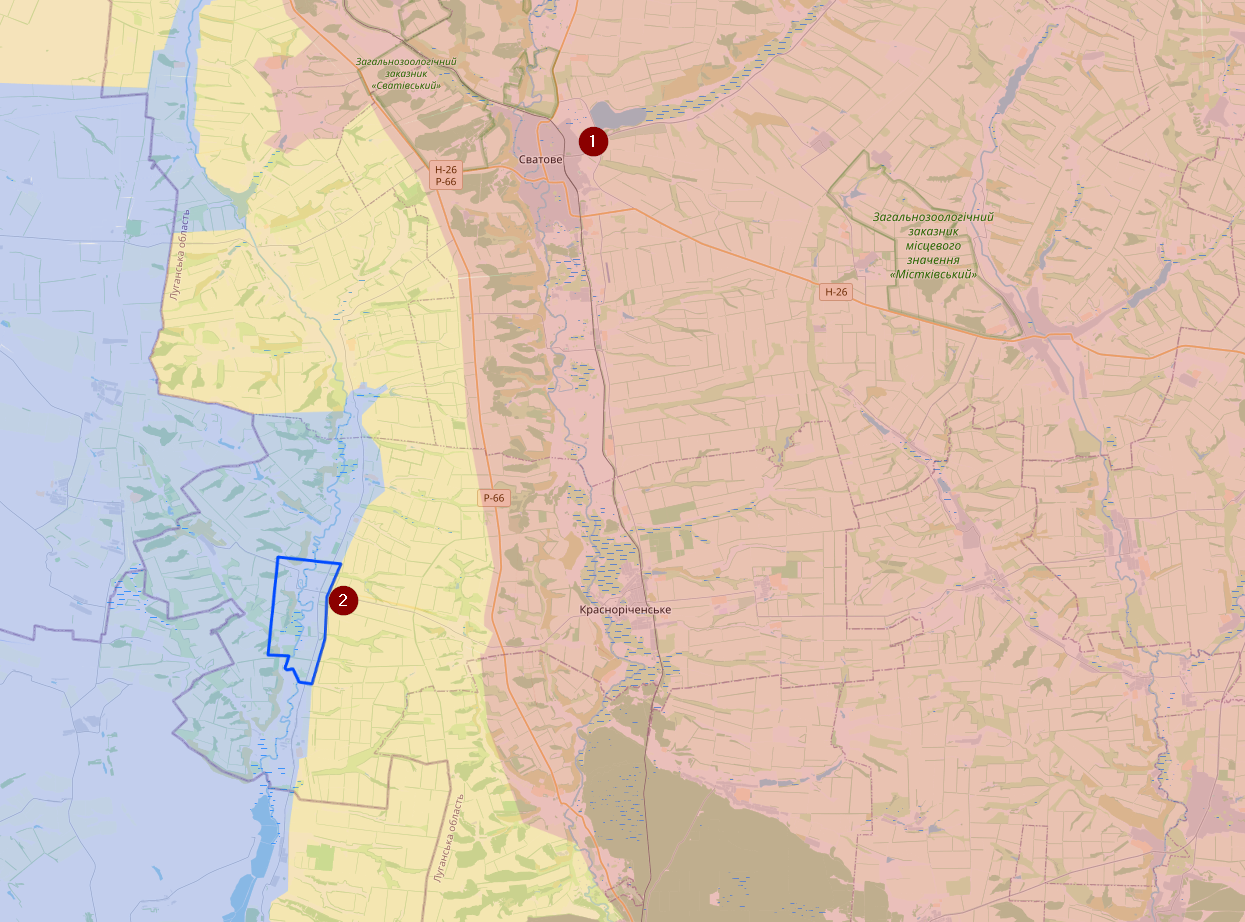 Загальнозоологічний
заказник
«Сватівський»
1
Сватове
Н-26
Р-66
Луганська область
Загальнозоологічний
заказник
місцевого
значення
«Містківський»
Н-26
Р-66
2
Красноріченське
Луганська область